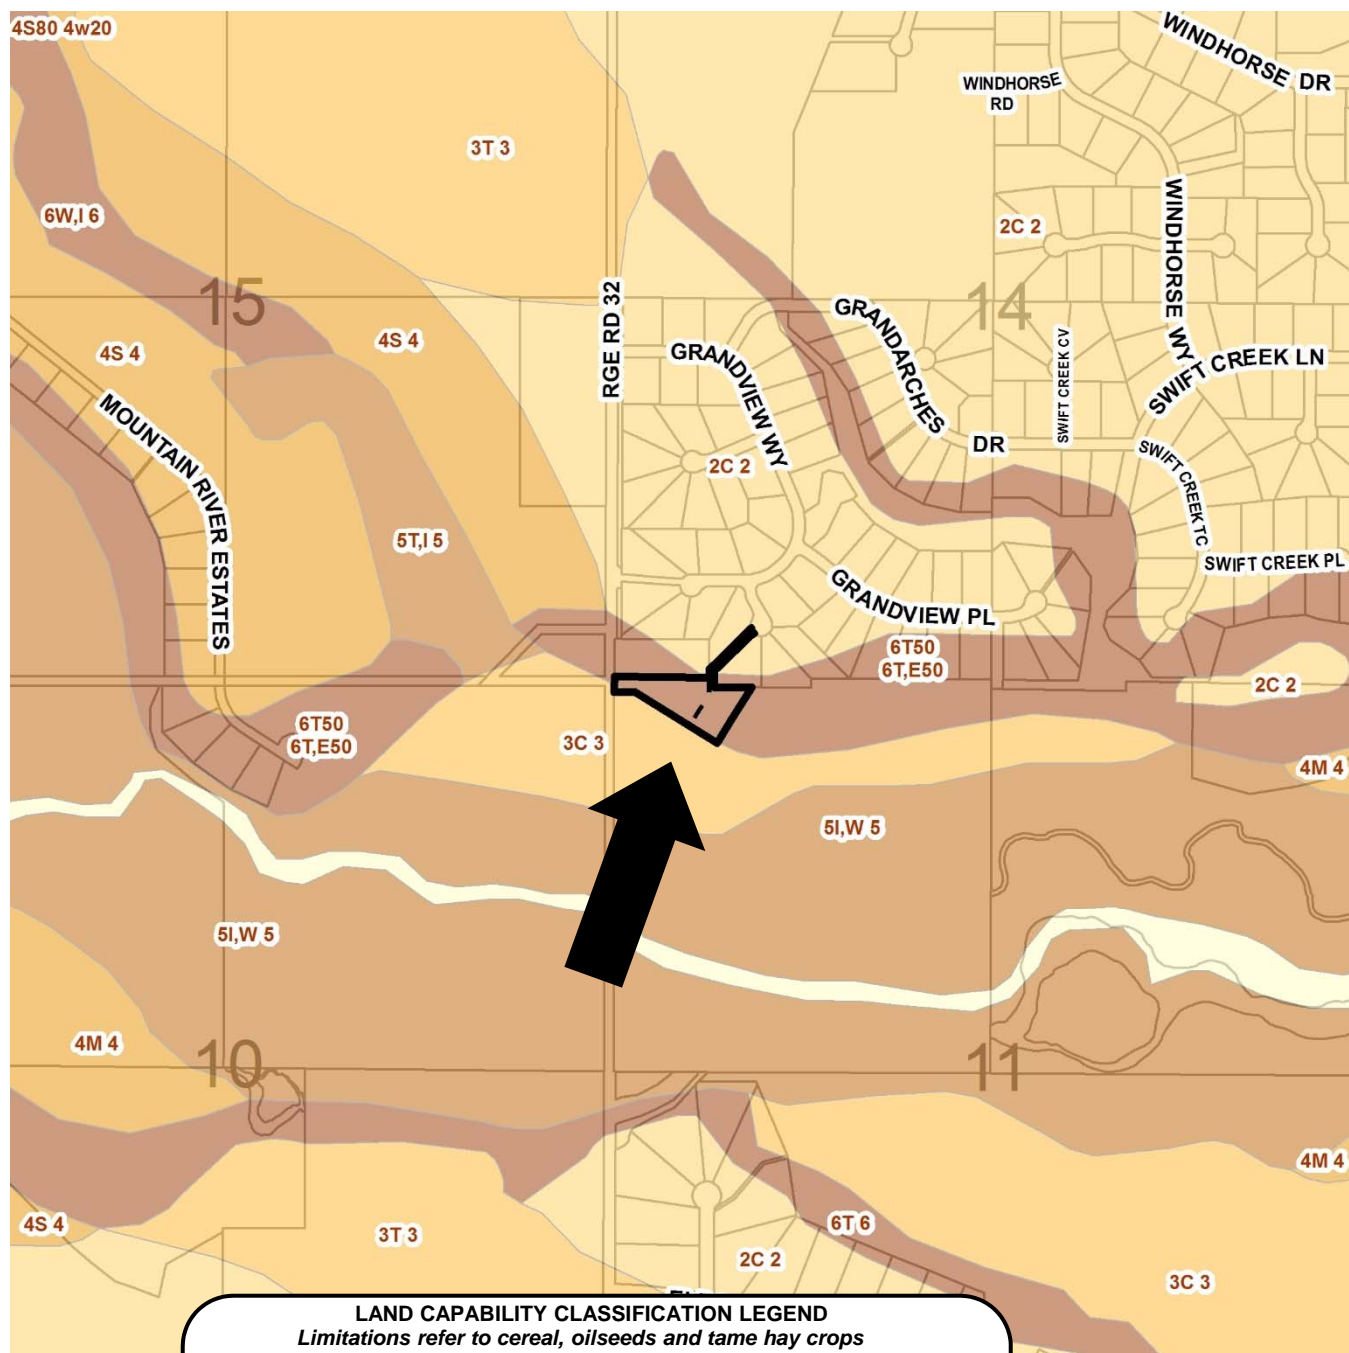 4S80 4w20
WINDHORSE DR
WINDHORSE
RD
3T 3
6W,I 6
WINDHORSE WY
2C 2
15
14
RGE RD 32
GRANDARCHES
DR
4S 4
4S 4
GRANDVIEW WY
SWIFT CREEK CV
SWIFT CREEK LN
MOUNTAIN RIVER ESTATES
2C 2
SWIFT CREEK TC
5T,I 5
SWIFT CREEK PL
GRANDVIEW PL
6T50
6T,E50
2C 2
6T50
6T,E50
3C 3
4M 4
5I,W 5
5I,W 5
4M 4
10
11
4M 4
4S 4
3T 3
6T 6
2C 2
3C 3
LAND CAPABILITY CLASSIFICATION LEGEND
Limitations refer to cereal, oilseeds and tame hay crops